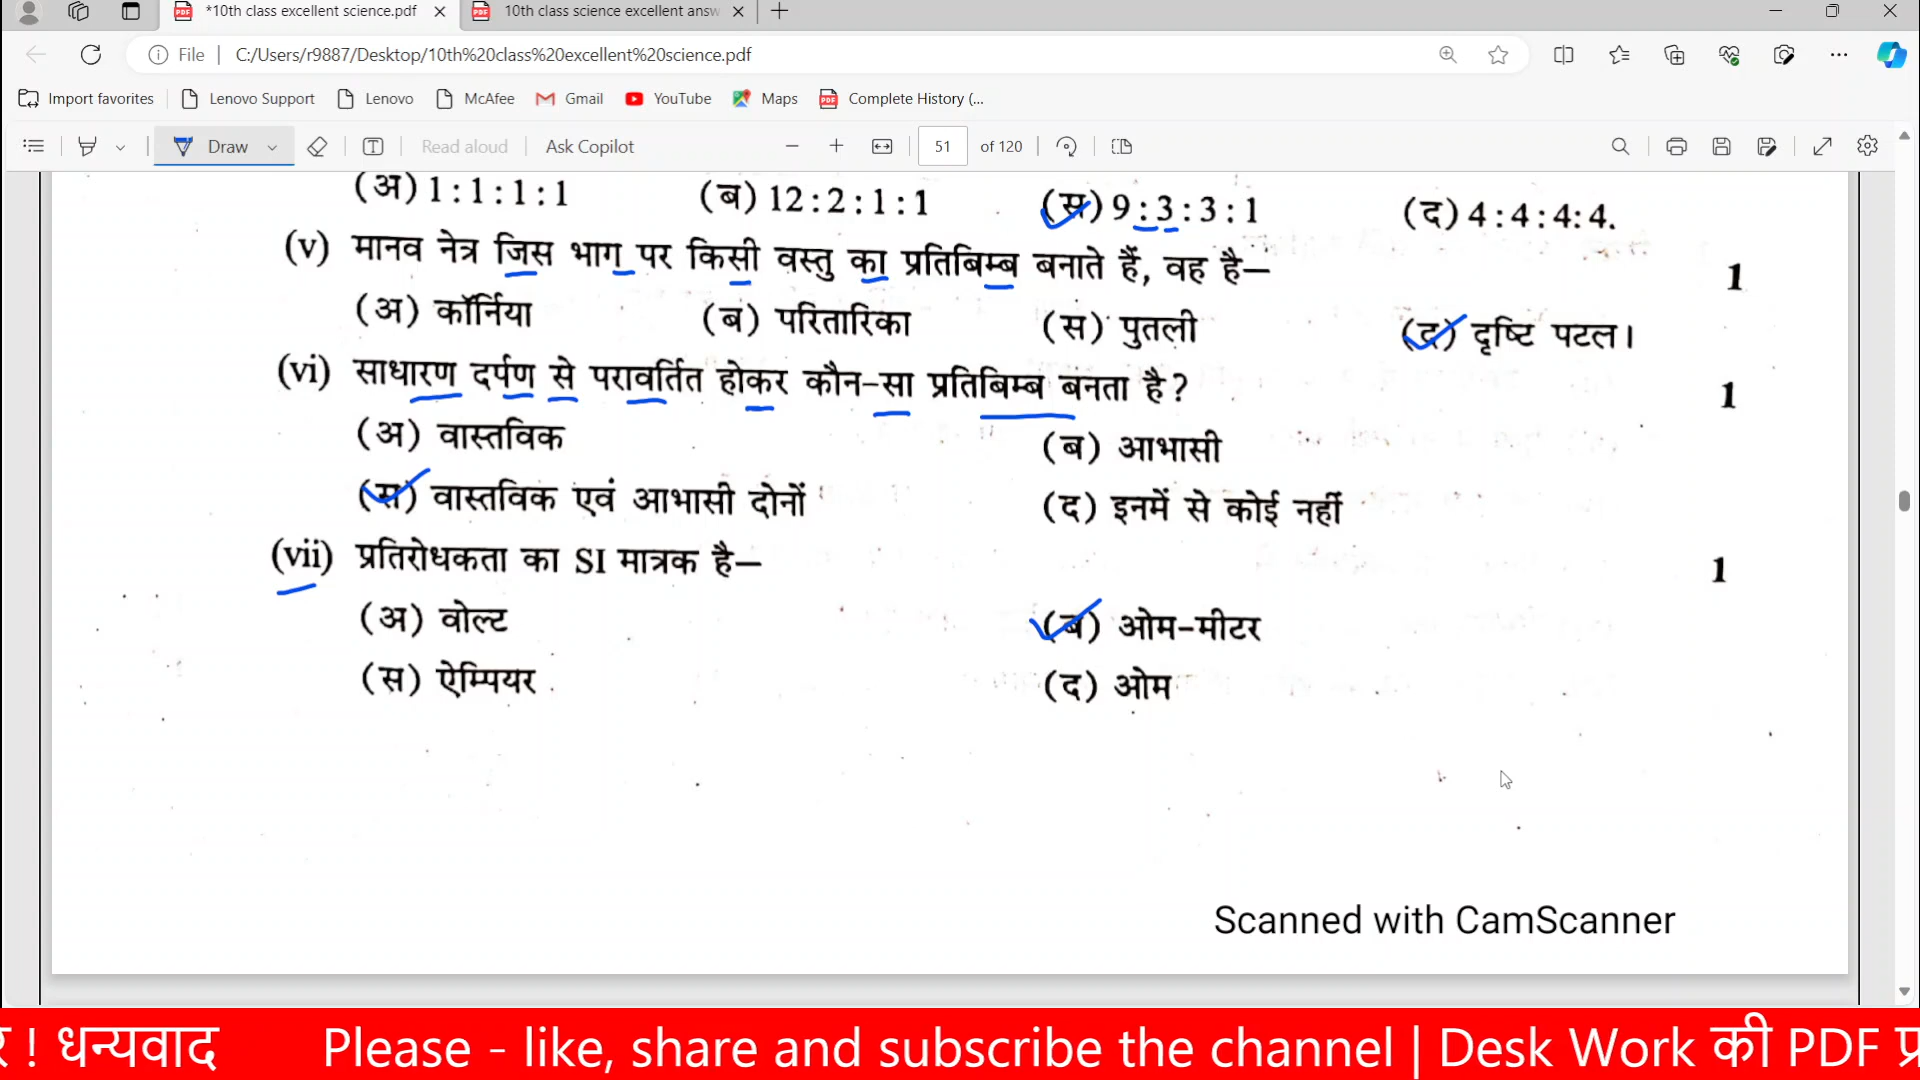 *10th class excellent science.pdf 10th class science excellent answ
File C:/Users/r9887/Desktop/10th%20class%20excellent%20science.pdf
Import favorites Lenovo Support Lenovo McAfee Gmail YouTube Maps Complete History (...
Draw Read aloud Ask Copilot 51 of 120
(अ) 1 : 1 : 1 : 1 (ब) 12 : 2 : 1 : 1 (स) 9 : 3 : 3 : 1 (द) 4 : 4 : 4 : 4.
(v) मानव नेत्र जिस भाग पर किसी वस्तु का प्रतिबिम्ब बनाते हैं, वह है— 1
(अ) कॉर्निया (ब) परितारिका (स) पुतली (द) दृष्टि पटल।
(vi) साधारण दर्पण से परावर्तित होकर कौन-सा प्रतिबिम्ब बनता है? 1
(अ) वास्तविक (ब) आभासी
(स) वास्तविक एवं आभासी दोनों (द) इनमें से कोई नहीं
(vii) प्रतिरोधकता का SI मात्रक है— 1
(अ) वोल्ट (ब) ओम-मीटर
(स) ऐम्पियर (द) ओम
Scanned with CamScanner
! धन्यवाद Please - like, share and subscribe the channel | Desk Work की PDF